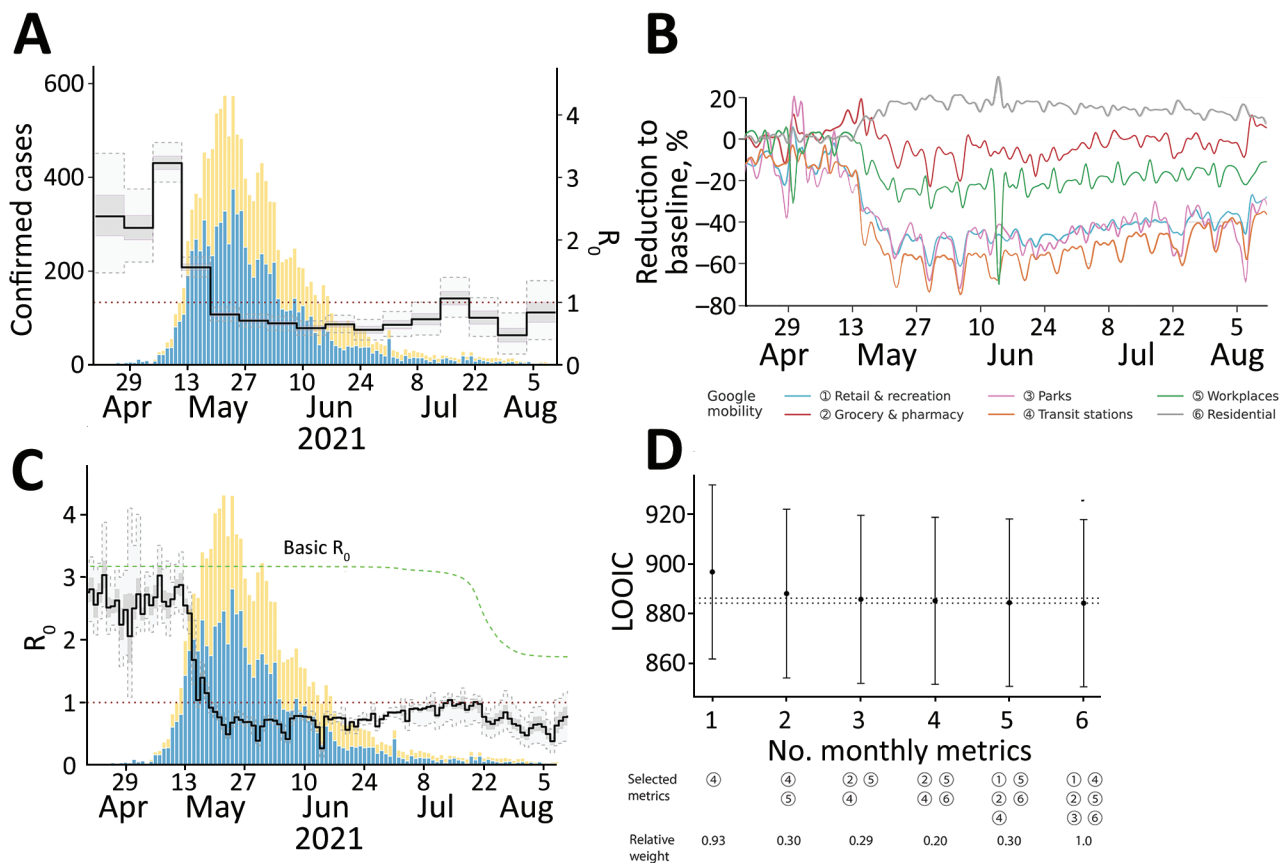 A
600
400
200
0
Confirmed cases
4
3
2
1
0
R0
29 13 27 10 24 8 22 5
Apr May Jun Jul Aug
2021
B
20
0
−20
−40
−60
−80
Reduction to
baseline, %
29 13 27 10 24 8 22 5
Apr May Jun Jul Aug
Google
mobility
① Retail & recreation ③ Parks ⑤ Workplaces
② Grocery & pharmacy ④ Transit stations ⑥ Residential
C
4
3
2
1
0
R0
Basic R0
29 13 27 10 24 8 22 5
Apr May Jun Jul Aug
2021
D
920
900
880
860
LOOIC
1 2 3 4 5 6
No. monthly metrics
Selected
metrics
④ ④ ② ⑤ ② ⑤ ① ⑤ ① ④
⑤ ④ ④ ⑥ ② ⑥ ② ⑤
④ ③ ⑥
Relative
weight
0.93 0.30 0.29 0.20 0.30 1.0